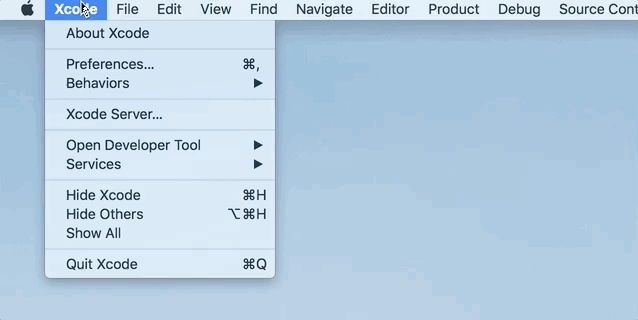 Xcode File Edit View Find Navigate Editor Product Debug Source Cont
About Xcode
Preferences... ⌘,
Behaviors ▶
Xcode Server...
Open Developer Tool ▶
Services ▶
Hide Xcode ⌘H
Hide Others ⌥⌘H
Show All
Quit Xcode ⌘Q